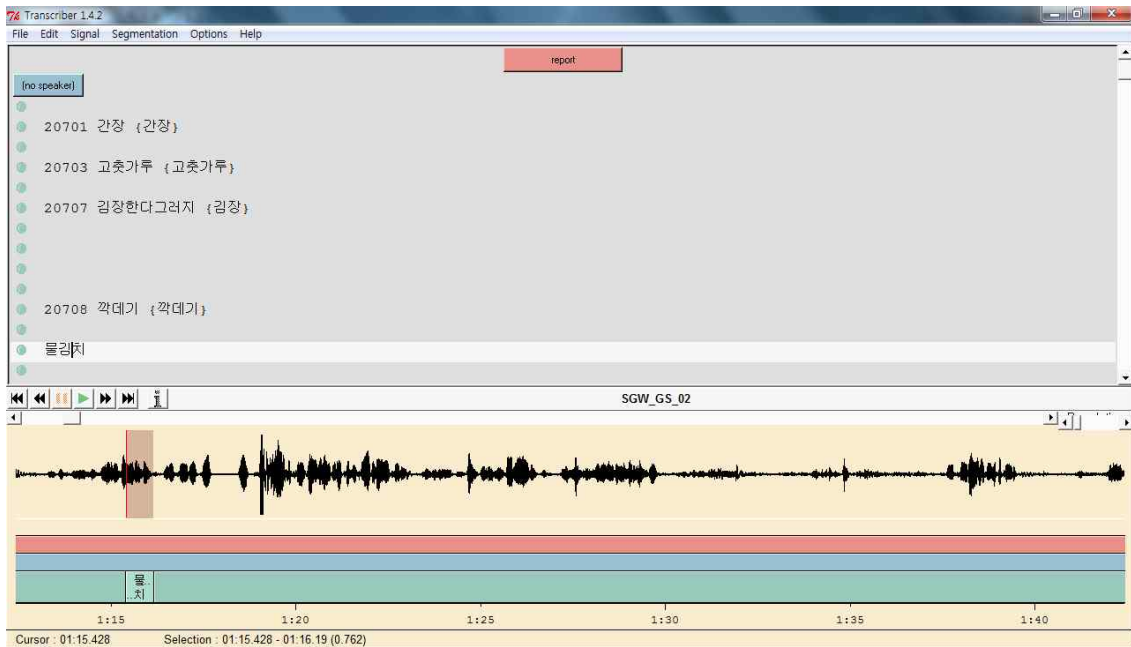 Transcriber 1.4.2
File Edit Signal Segmentation Options Help
report
(no speaker)
20701 간장 {간장}
20703 고춧가루 {고춧가루}
20707 김장한다그러지 {김장}
20708 깍데기 {깍데기}
물김치
SGW_GS_02
물..
..치
1:15 1:20 1:25 1:30 1:35 1:40
Cursor : 01:15.428 Selection : 01:15.428 - 01:16.19 (0.762)